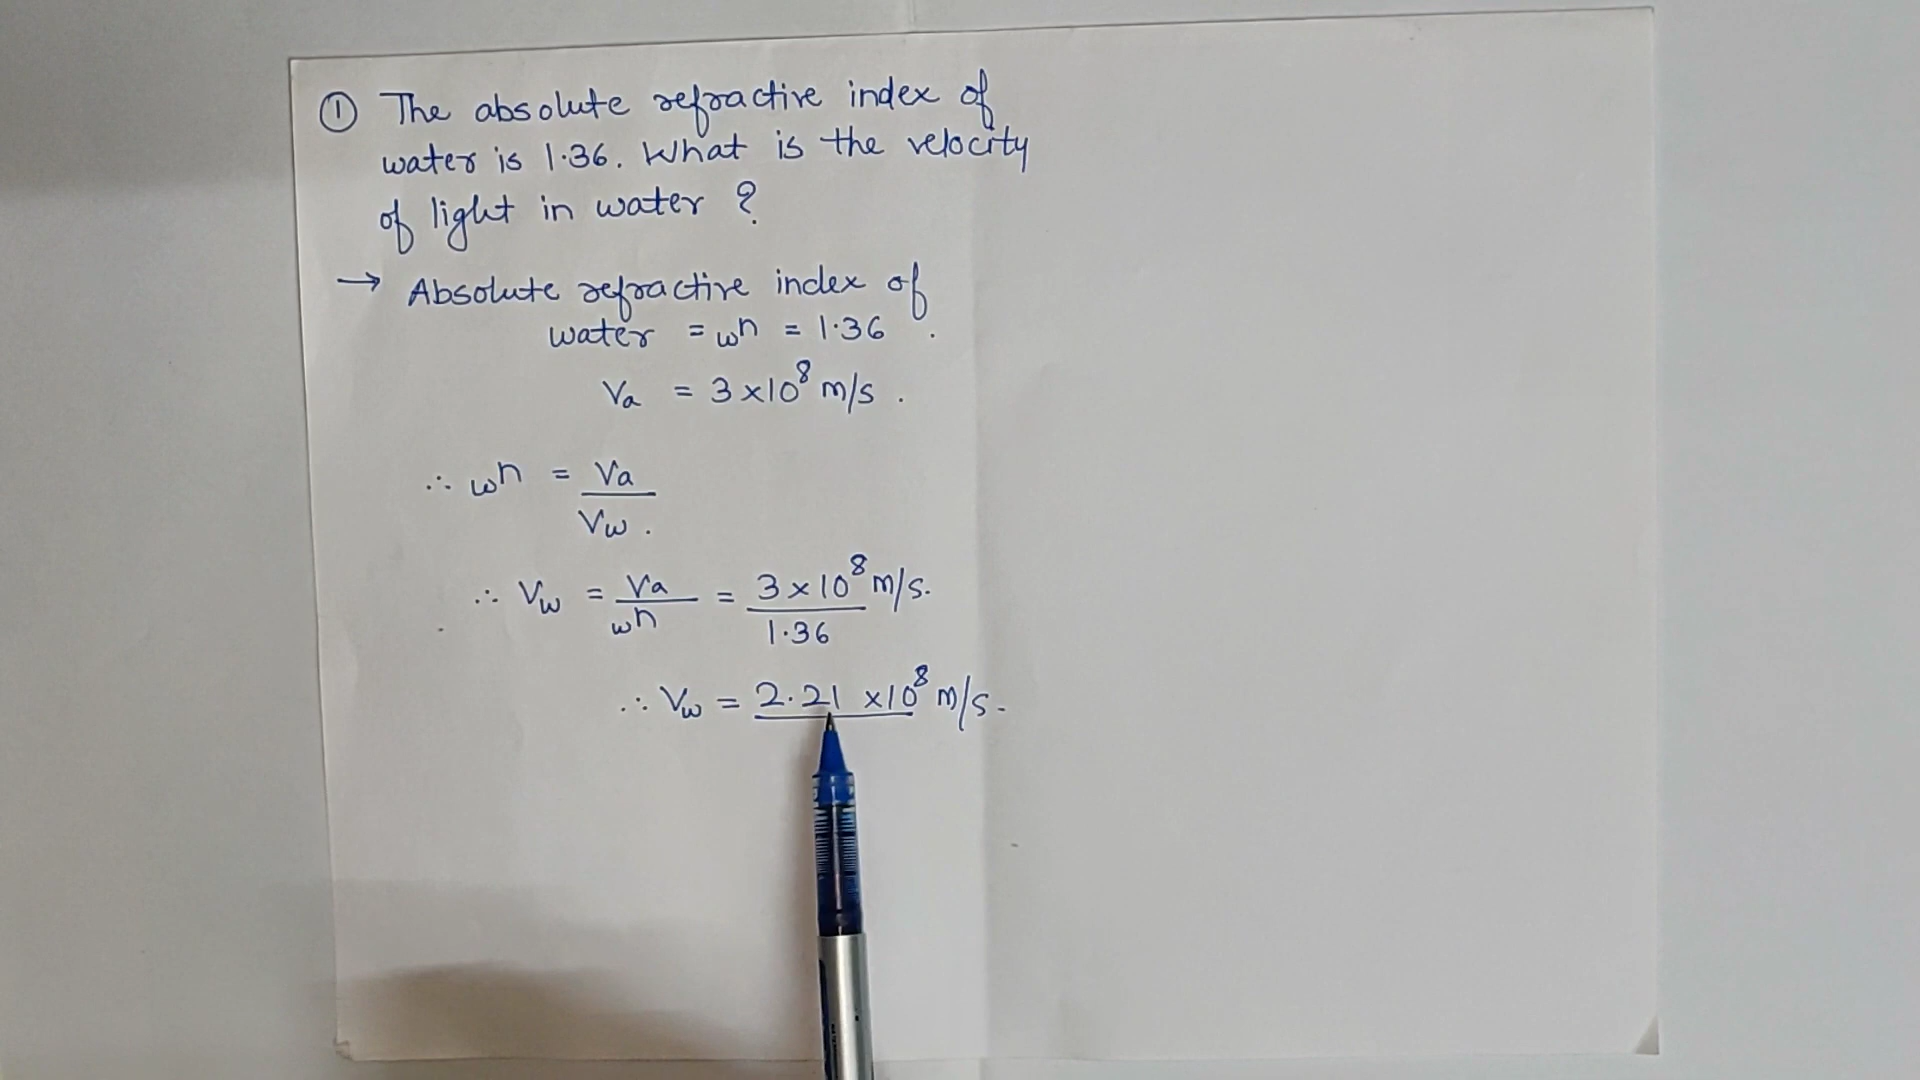 ① The absolute refractive index of
water is 1.36. What is the velocity
of light in water ?
→ Absolute refractive index of
water = wn = 1.36 .
Va = 3 x 10⁸ m/s .
∴ wn = Va / Vw .
∴ Vw = Va / wn = 3 x 10⁸ m/s. / 1.36
∴ Vw = 2.21 x 10⁸ m/s.